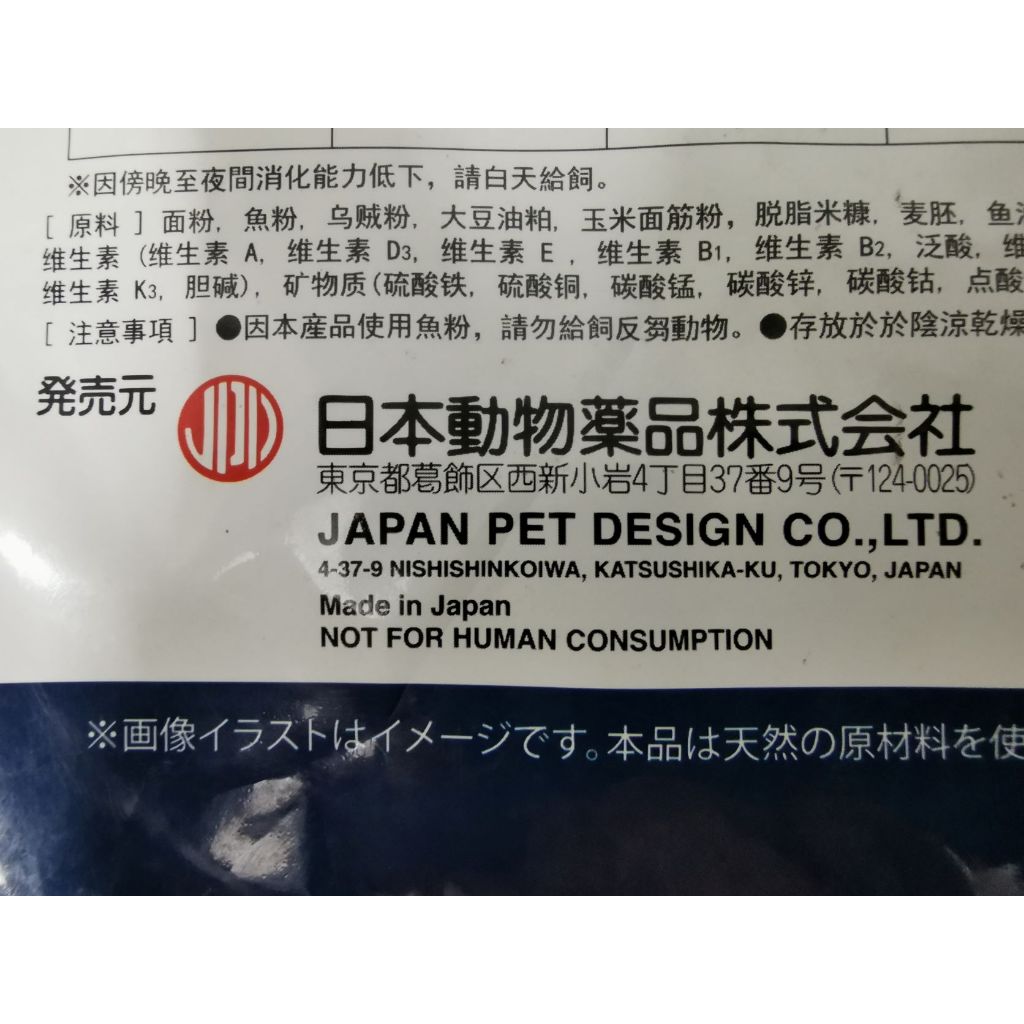 ※因傍晚至夜間消化能力低下，請白天給飼。
[ 原料 ] 面粉，魚粉，乌贼粉，大豆油粕，玉米面筋粉，脱脂米糠，麦胚，鱼
维生素 (维生素 A，维生素 D3，维生素 E , 维生素 B1，维生素 B2，泛酸，维
维生素 K3，胆碱)，矿物质(硫酸铁，硫酸铜，碳酸锰，碳酸锌，碳酸钴，点酸
[ 注意事項 ] ●因本産品使用魚粉，請勿給飼反芻動物。●存放於於陰涼乾燥
発売元
JPD
日本動物薬品株式会社
東京都葛飾区西新小岩4丁目37番9号(〒124-0025)
JAPAN PET DESIGN CO.,LTD.
4-37-9 NISHISHINKOIWA, KATSUSHIKA-KU, TOKYO, JAPAN
Made in Japan
NOT FOR HUMAN CONSUMPTION
※画像イラストはイメージです。本品は天然の原材料を使